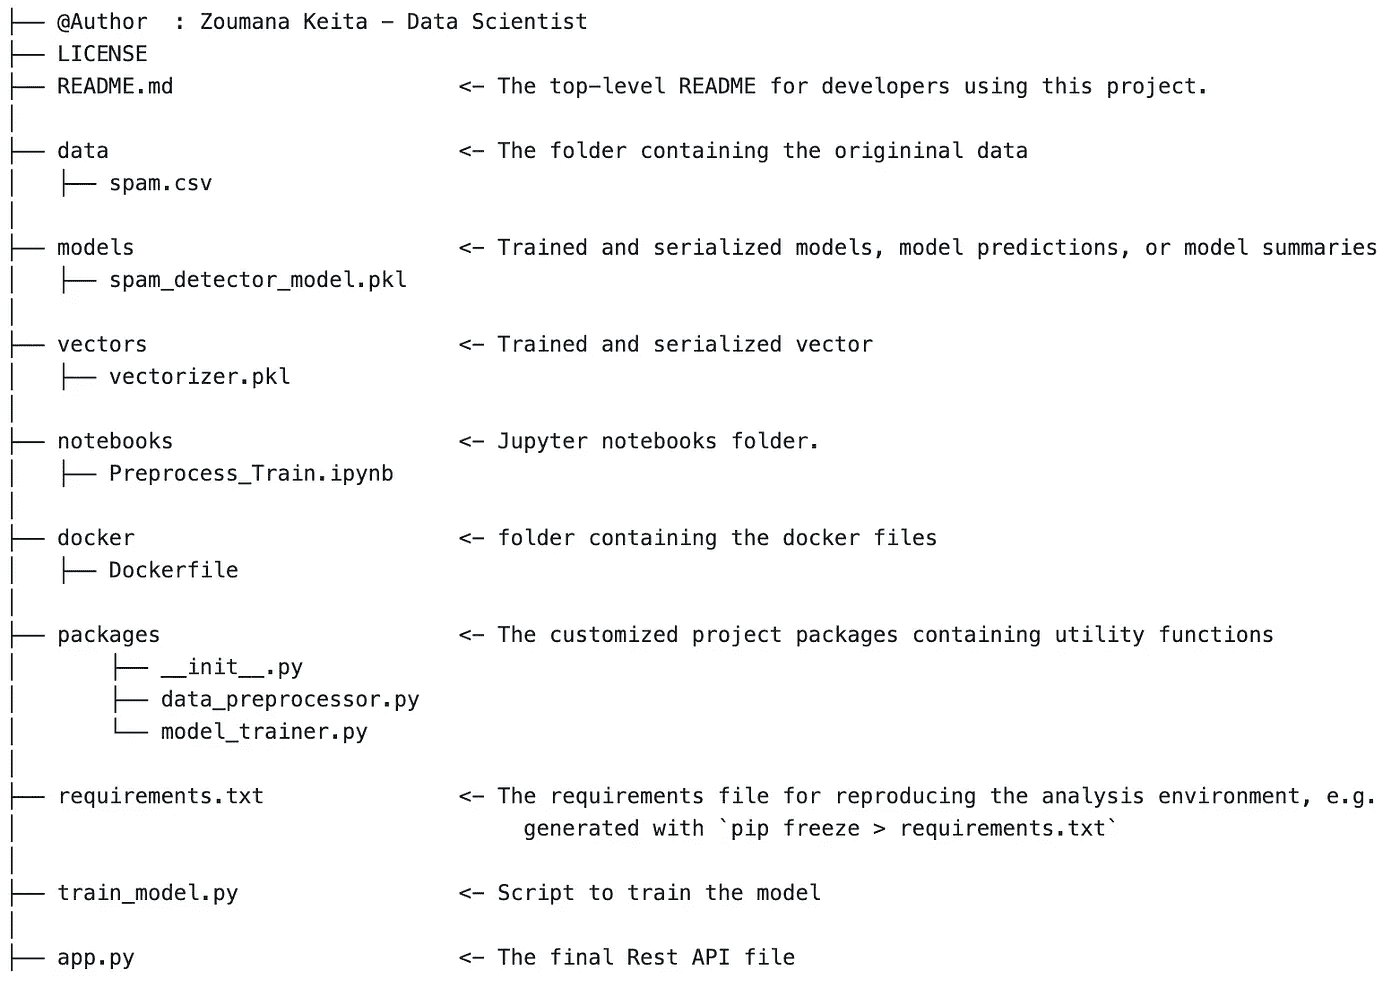 ├── @Author  : Zoumana Keita – Data Scientist
├── LICENSE
├── README.md                      <- The top-level README for developers using this project.
│
├── data                           <- The folder containing the origininal data
│   ├── spam.csv
│
├── models                         <- Trained and serialized models, model predictions, or model summaries
│   ├── spam_detector_model.pkl
│
├── vectors                        <- Trained and serialized vector
│   ├── vectorizer.pkl
│
├── notebooks                      <- Jupyter notebooks folder.
│   ├── Preprocess_Train.ipynb
│
├── docker                         <- folder containing the docker files
│   ├── Dockerfile
│
├── packages                       <- The customized project packages containing utility functions
│       ├── __init__.py
│       ├── data_preprocessor.py
│       └── model_trainer.py
│
├── requirements.txt               <- The requirements file for reproducing the analysis environment, e.g.
│                                       generated with `pip freeze > requirements.txt`
│
├── train_model.py                 <- Script to train the model
│
├── app.py                         <- The final Rest API file